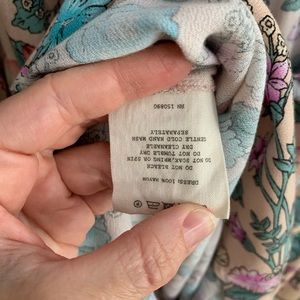 DRESS: 100% RAYON
DO NOT BLEACH
DO NOT SOAK/WRING OR SPIN
DO NOT TUMBLE DRY
DRY CLEANABLE
GENTLE COLD HAND WASH
SEPARATELY
RN 150890